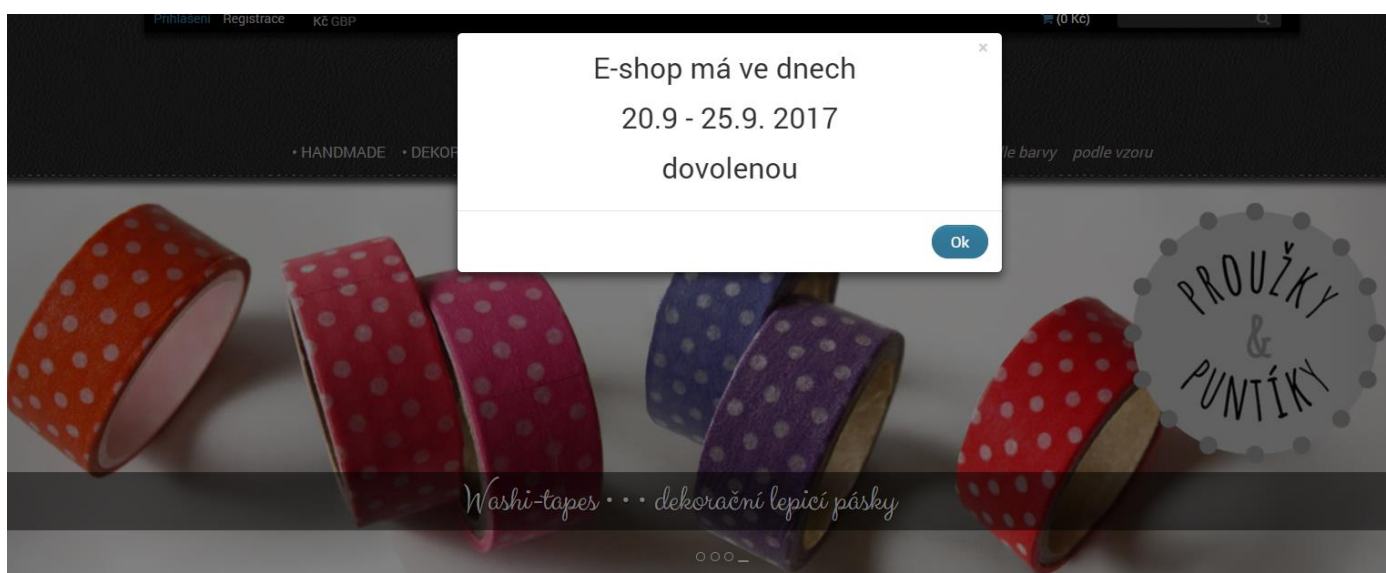 Přihlášení Registrace Kč GBP (0 Kč)
E-shop má ve dnech
20.9 - 25.9. 2017
dovolenou
• HANDMADE • DEKOR
barvy podle vzoru
Ok
PROUŽKY
&
PUNTÍKY
Washi-tapes • • • dekorační lepicí pásky